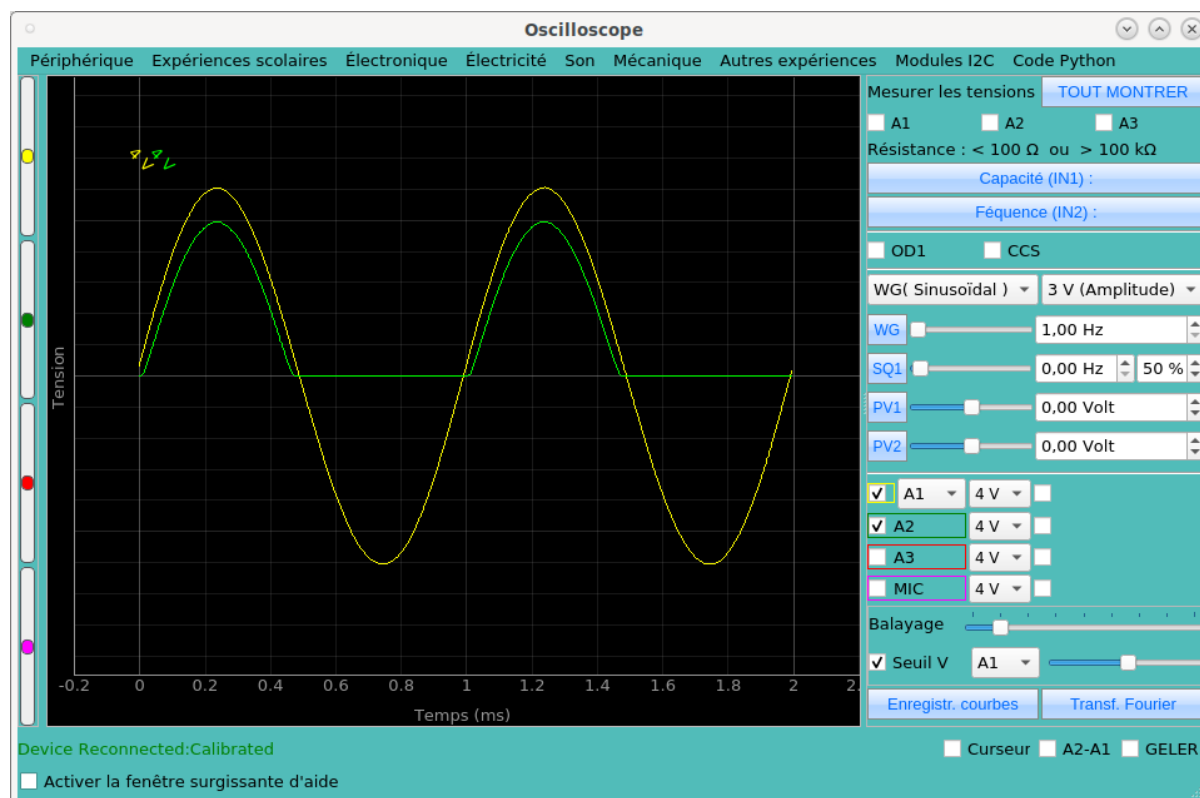 Oscilloscope
Périphérique Expériences scolaires Électronique Électricité Son Mécanique Autres expériences Modules I2C Code Python
Mesurer les tensions TOUT MONTRER
A1 A2 A3
Résistance : < 100 Ω ou > 100 kΩ
Capacité (IN1) :
Féquence (IN2) :
OD1 CCS
WG( Sinusoïdal ) 3 V (Amplitude)
WG 1,00 Hz
SQ1 0,00 Hz 50 %
PV1 0,00 Volt
PV2 0,00 Volt
A1 4 V
A2 4 V
A3 4 V
MIC 4 V
Balayage
Seuil V A1
Enregistr. courbes Transf. Fourier
Tension
-0.2 0 0.2 0.4 0.6 0.8 1 1.2 1.4 1.6 1.8 2 2.
Temps (ms)
Device Reconnected:Calibrated
Curseur A2-A1 GELER
Activer la fenêtre surgissante d'aide